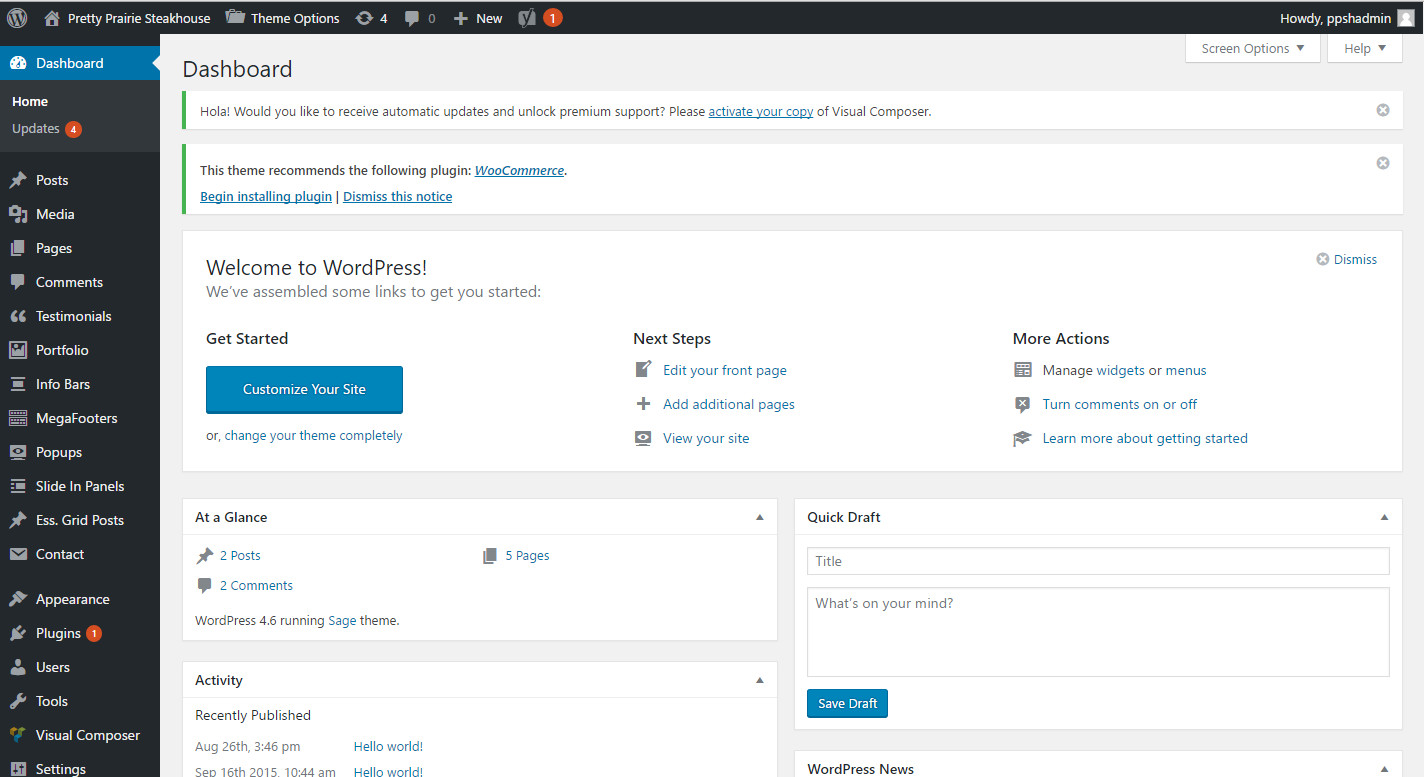 Pretty Prairie Steakhouse Theme Options 4 0 New 1 Howdy, ppshadmin
Dashboard
Home
Updates 4
Posts
Media
Pages
Comments
Testimonials
Portfolio
Info Bars
MegaFooters
Popups
Slide In Panels
Ess. Grid Posts
Contact
Appearance
Plugins 1
Users
Tools
Visual Composer
Settings
Screen Options Help
Dashboard
Hola! Would you like to receive automatic updates and unlock premium support? Please activate your copy of Visual Composer.
This theme recommends the following plugin: WooCommerce.
Begin installing plugin | Dismiss this notice
Welcome to WordPress!
Dismiss
We've assembled some links to get you started:
Get Started
Customize Your Site
or, change your theme completely
Next Steps
Edit your front page
Add additional pages
View your site
More Actions
Manage widgets or menus
Turn comments on or off
Learn more about getting started
At a Glance
2 Posts 5 Pages
2 Comments
WordPress 4.6 running Sage theme.
Activity
Recently Published
Aug 26th, 3:46 pm Hello world!
Sep 16th 2015, 10:44 am Hello world!
Quick Draft
Title
What's on your mind?
Save Draft
WordPress News